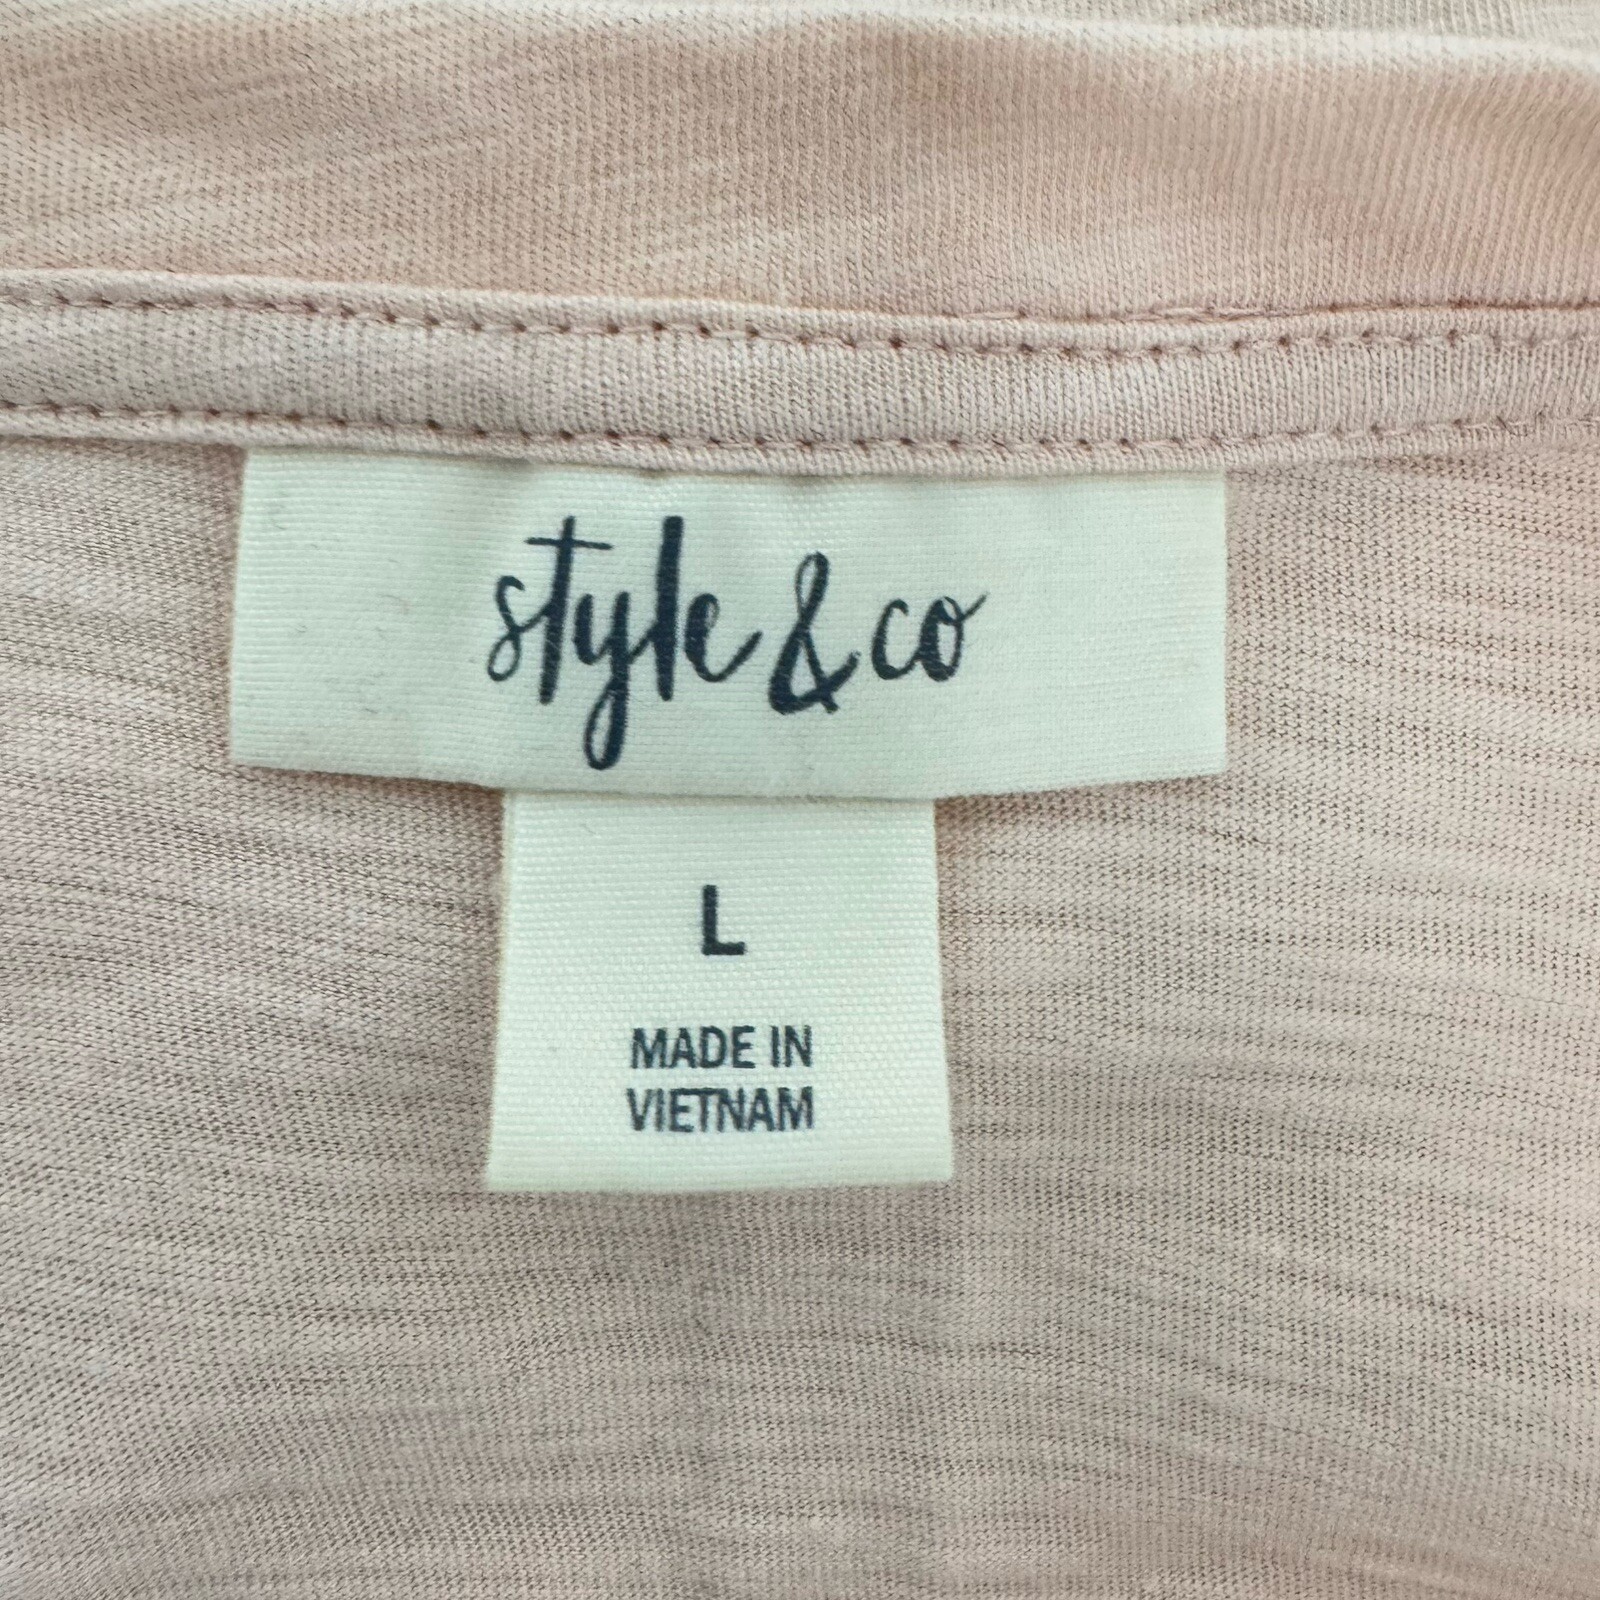 style & co
L
MADE IN
VIETNAM